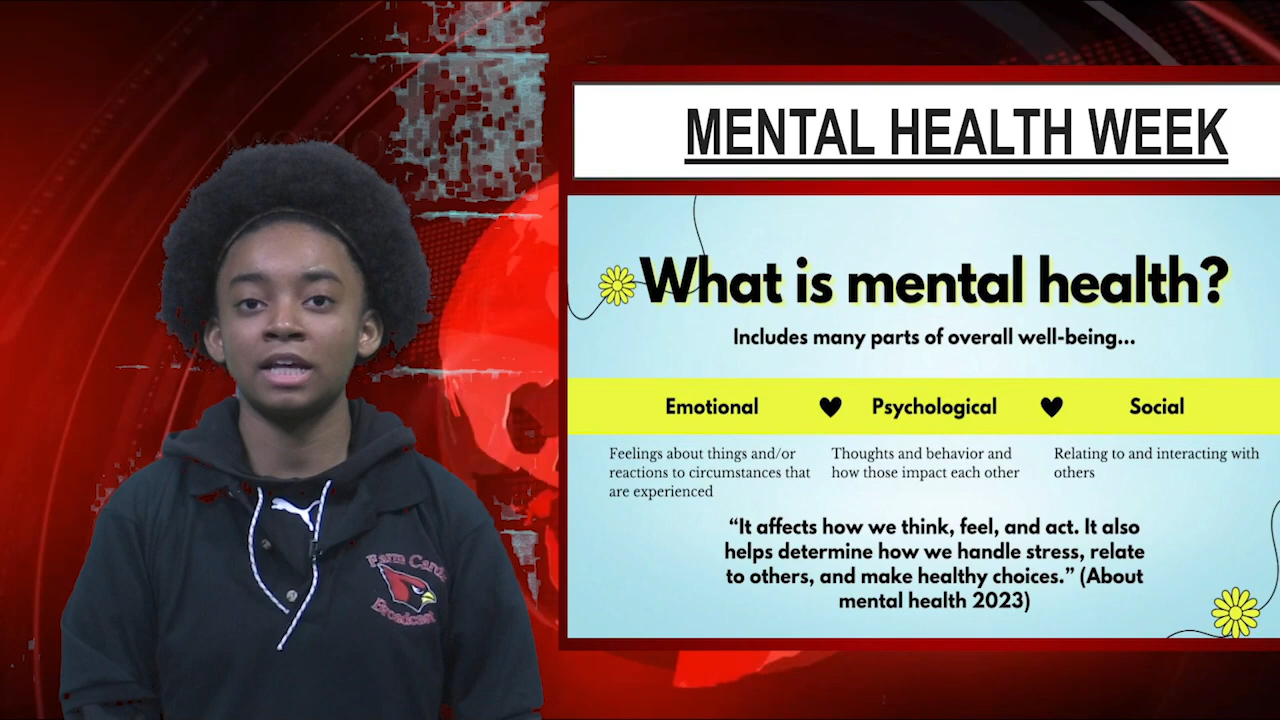 MENTAL HEALTH WEEK
What is mental health?
Includes many parts of overall well-being...
Emotional
Psychological
Social
Feelings about things and/or
reactions to circumstances that
are experienced
Thoughts and behavior and
how those impact each other
Relating to and interacting with
others
“It affects how we think, feel, and act. It also
helps determine how we handle stress, relate
to others, and make healthy choices.” (About
mental health 2023)
Farm